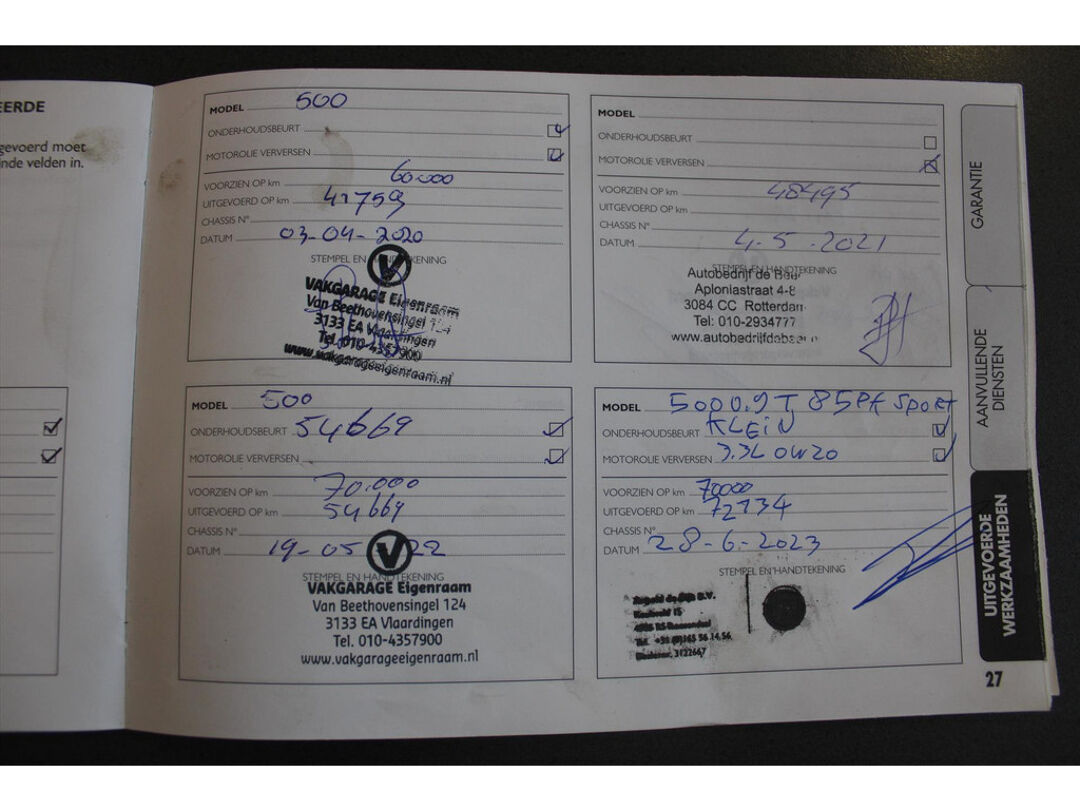 EERDE
gevoerd moet
nde velden in.
MODEL 500
ONDERHOUDSBEURT
MOTOROLIE VERVERSEN
VOORZIEN OP km 60.000
UITGEVOERD OP km 41759
CHASSIS N°
DATUM 03-04-2020
STEMPEL EN HANDTEKENING
VAKGARAGE Eigenraam
Van Beethovensingel 124
3133 EA Vlaardingen
Tel. 010-4357900
www.vakgarageeigenraam.nl
MODEL
ONDERHOUDSBEURT
MOTOROLIE VERVERSEN
VOORZIEN OP km 48495
UITGEVOERD OP km
CHASSIS N°
DATUM 4.5.2021
STEMPEL EN HANDTEKENING
Autobedrijf de
Aploniastraat 4-8
3084 CC Rotterdam
Tel: 010-2934777
MODEL 500
ONDERHOUDSBEURT 54669
MOTOROLIE VERVERSEN
VOORZIEN OP km 70.000
UITGEVOERD OP km 54669
CHASSIS N°
DATUM 19-05 22
STEMPEL EN HANDTEKENING
VAKGARAGE Eigenraam
Van Beethovensingel 124
3133 EA Vlaardingen
Tel. 010-4357900
www.vakgarageeigenraam.nl
MODEL 500 0.9T 85PK Sport
ONDERHOUDSBEURT KLEIN
MOTOROLIE VERVERSEN 3.3L 0W20
VOORZIEN OP km 70000
UITGEVOERD OP km 72134
CHASSIS N°
DATUM 28-6-2023
STEMPEL EN HANDTEKENING
GARANTIE
AANVULLENDE
DIENSTEN
UITGEVOERDE
WERKZAAMHEDEN
27